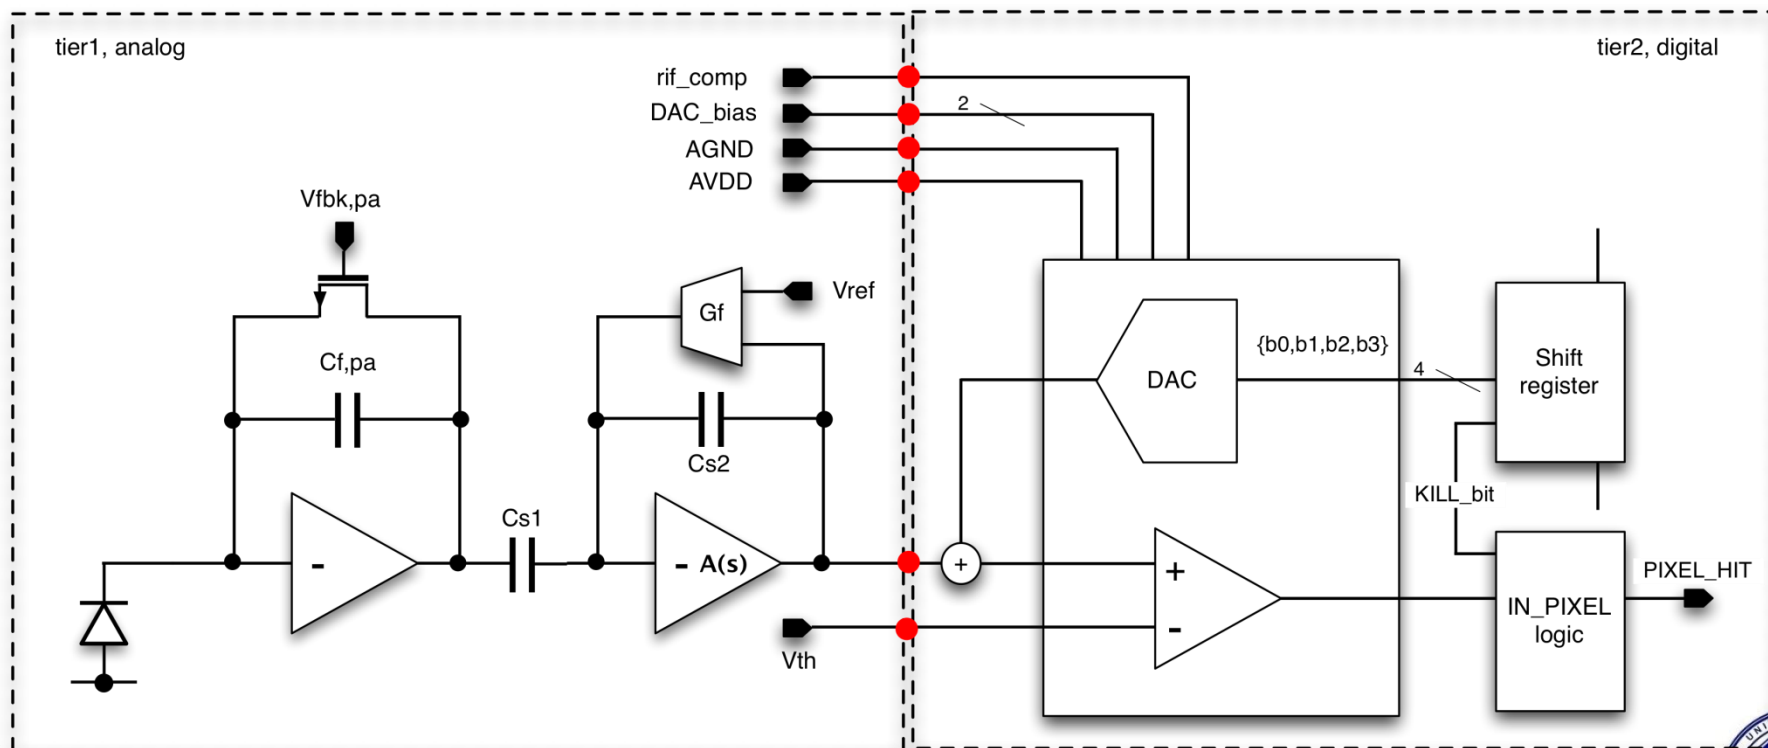 tier1, analog
tier2, digital
rif_comp
DAC_bias
AGND
AVDD
2
Vfbk,pa
Cf,pa
Gf
Vref
Cs2
Cs1
-
- A(s)
Vth
+
DAC
{b0,b1,b2,b3}
4
Shift
register
KILL_bit
+
-
IN_PIXEL
logic
PIXEL_HIT
UNI